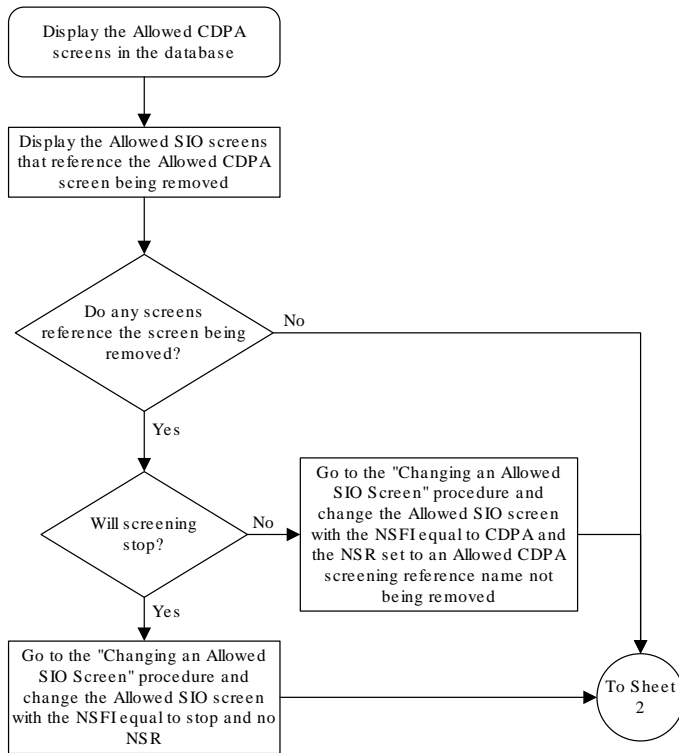 Display the Allowed CDPA
screens in the database
Display the Allowed SIO screens
that reference the Allowed CDPA
screen being removed
Do any screens
reference the screen being
removed?
No
Yes
Will screening
stop?
No
Go to the "Changing an Allowed
SIO Screen" procedure and
change the Allowed SIO screen
with the NSFI equal to CDPA and
the NSR set to an Allowed CDPA
screening reference name not
being removed
Yes
Go to the "Changing an Allowed
SIO Screen" procedure and
change the Allowed SIO screen
with the NSFI equal to stop and no
NSR
To Sheet
2